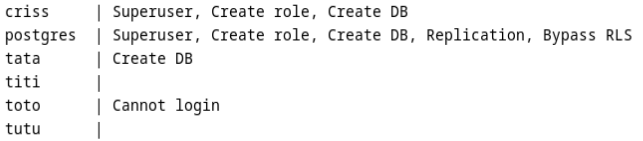 criss | Superuser, Create role, Create DB
postgres | Superuser, Create role, Create DB, Replication, Bypass RLS
tata | Create DB
titi |
toto | Cannot login
tutu |